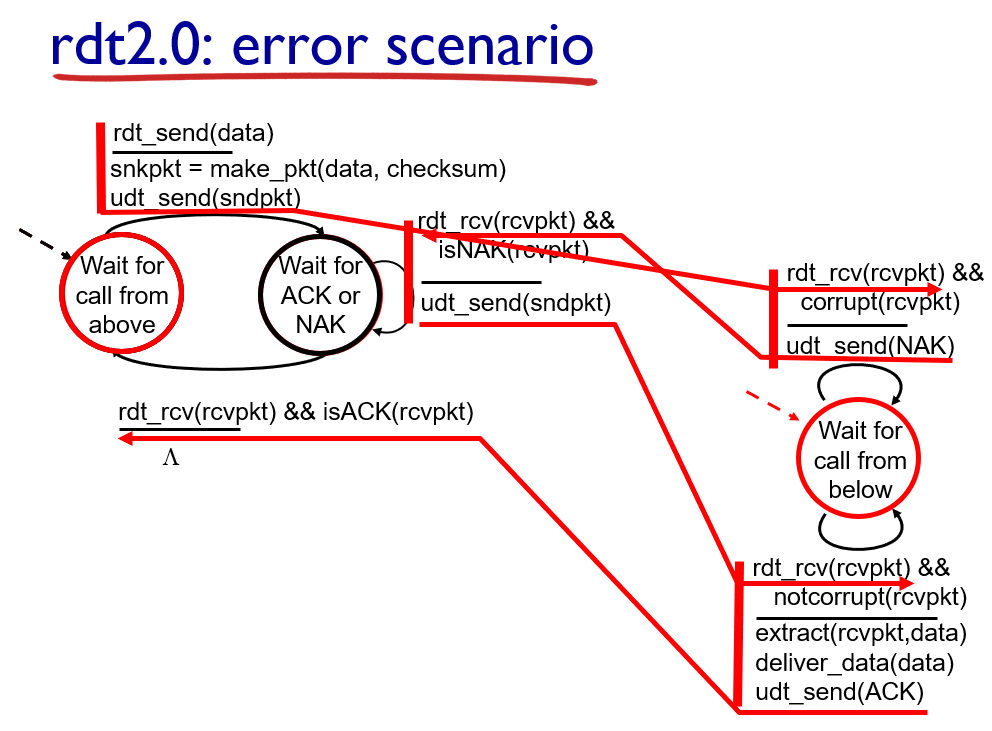 rdt2.0: error scenario
rdt_send(data)
snkpkt = make_pkt(data, checksum)
udt_send(sndpkt)
rdt_rcv(rcvpkt) &&
isNAK(rcvpkt)
udt_send(sndpkt)
Wait for
call from
above
Wait for
ACK or
NAK
rdt_rcv(rcvpkt) && isACK(rcvpkt)
Λ
rdt_rcv(rcvpkt) &&
corrupt(rcvpkt)
udt_send(NAK)
Wait for
call from
below
rdt_rcv(rcvpkt) &&
notcorrupt(rcvpkt)
extract(rcvpkt,data)
deliver_data(data)
udt_send(ACK)